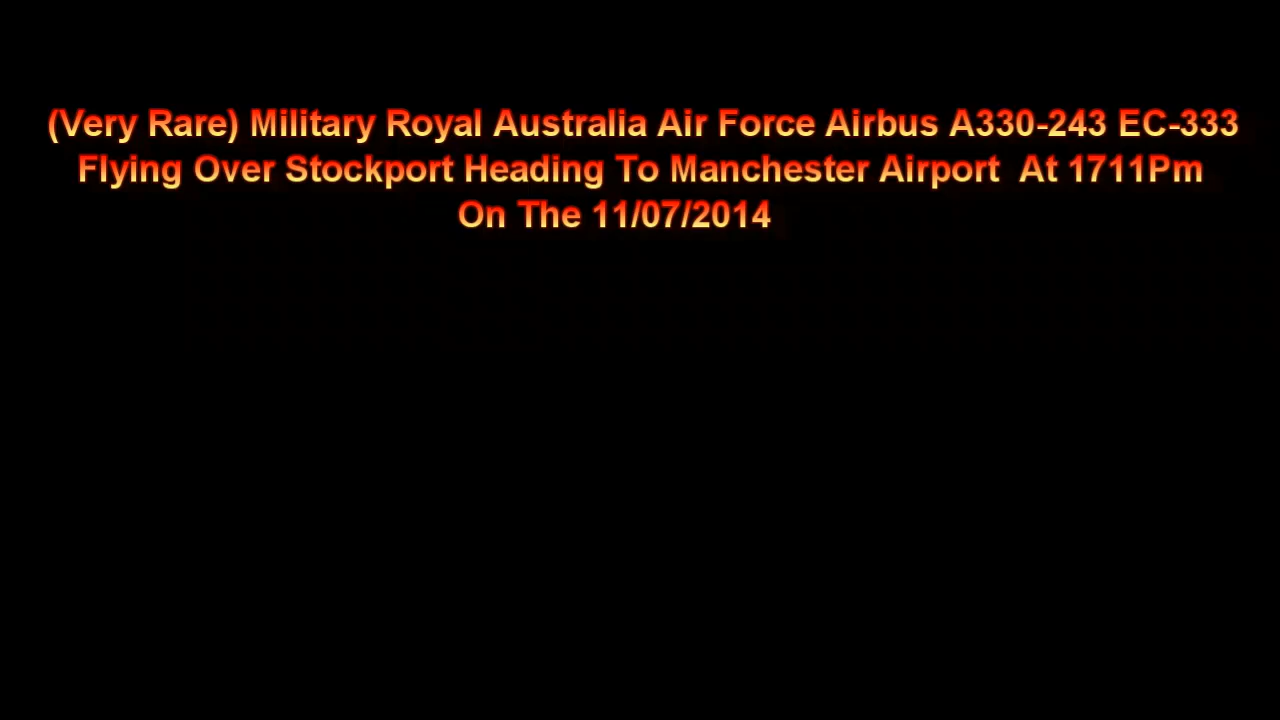 (Very Rare) Military Royal Australia Air Force Airbus A330-243 EC-333
Flying Over Stockport Heading To Manchester Airport  At 1711Pm
On The 11/07/2014